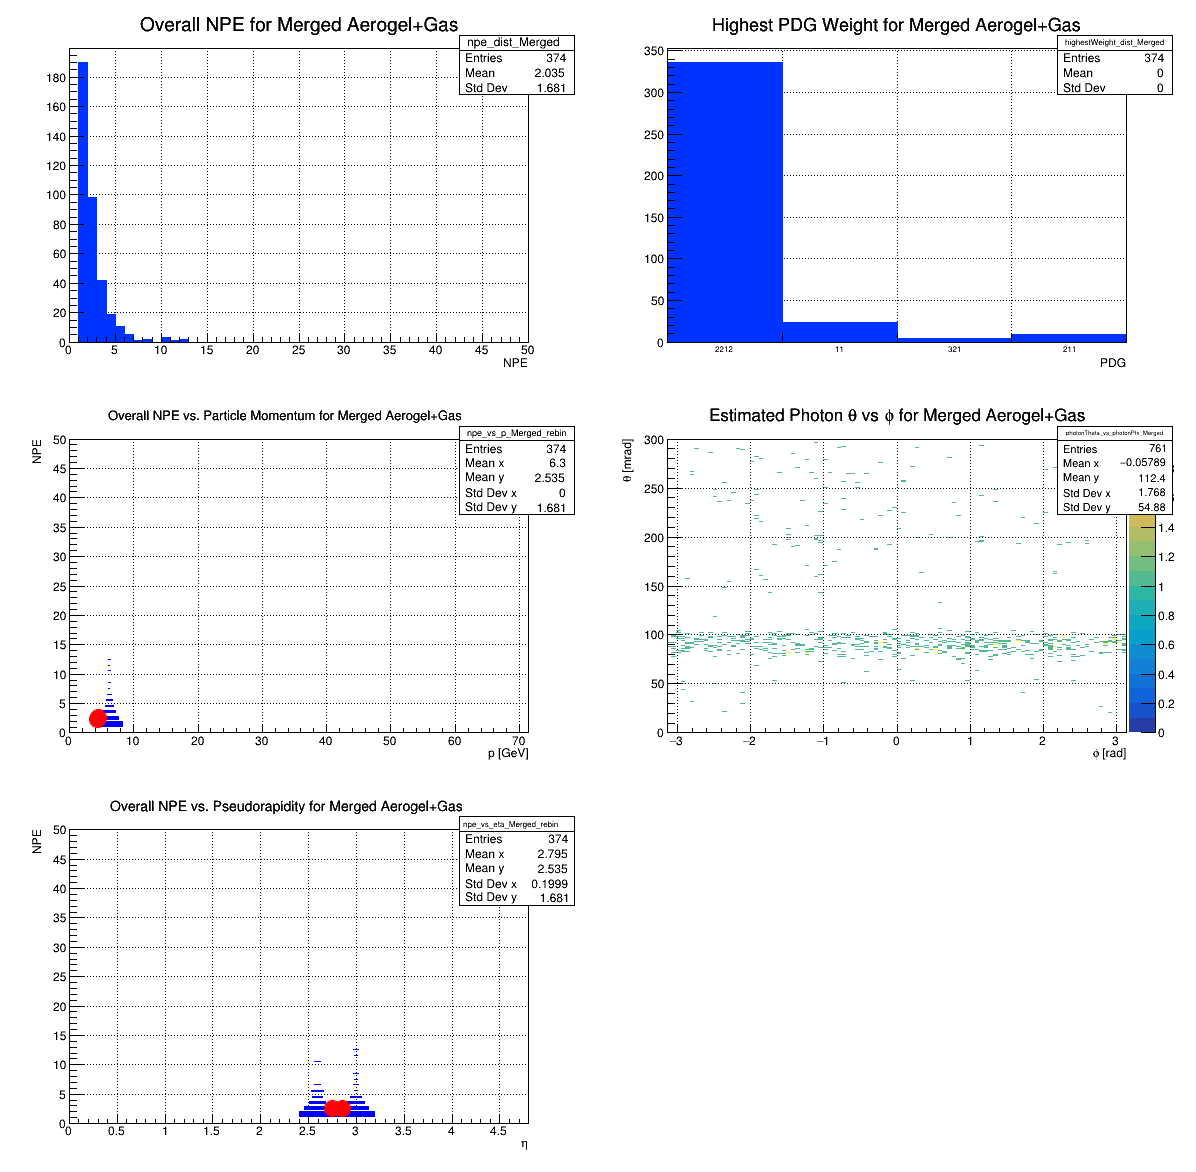 Overall NPE for Merged Aerogel+Gas
npe_dist_Merged
Entries 374
Mean 2.035
Std Dev 1.681
180
160
140
120
100
80
60
40
20
0
0 5 10 15 20 25 30 35 40 45 50
NPE
Highest PDG Weight for Merged Aerogel+Gas
highestWeight_dist_Merged
Entries 374
Mean 0
Std Dev 0
350
300
250
200
150
100
50
0
2212 11 321 211
PDG
Overall NPE vs. Particle Momentum for Merged Aerogel+Gas
npe_vs_p_Merged_rebin
Entries 374
Mean x 6.3
Mean y 2.535
Std Dev x 0
Std Dev y 1.681
NPE
50
45
40
35
30
25
20
15
10
5
0
0 10 20 30 40 50 60 70
p [GeV]
Estimated Photon θ vs ϕ for Merged Aerogel+Gas
photonTheta_vs_photonPhi_Merged
Entries 761
Mean x −0.05789
Mean y 112.4
Std Dev x 1.768
Std Dev y 54.88
θ [mrad]
300
250
200
150
100
50
0
−3 −2 −1 0 1 2 3
ϕ [rad]
1.4
1.2
1
0.8
0.6
0.4
0.2
0
Overall NPE vs. Pseudorapidity for Merged Aerogel+Gas
npe_vs_eta_Merged_rebin
Entries 374
Mean x 2.795
Mean y 2.535
Std Dev x 0.1999
Std Dev y 1.681
NPE
50
45
40
35
30
25
20
15
10
5
0
0 0.5 1 1.5 2 2.5 3 3.5 4 4.5
η